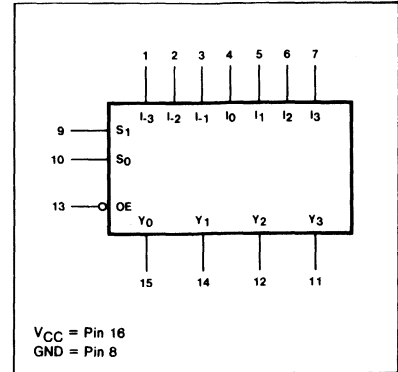 1 2 3 4 5 6 7
I-3 I-2 I-1 I0 I1 I2 I3
9 S1
10 S0
13 OE
Y0 Y1 Y2 Y3
15 14 12 11
VCC = Pin 16
GND = Pin 8